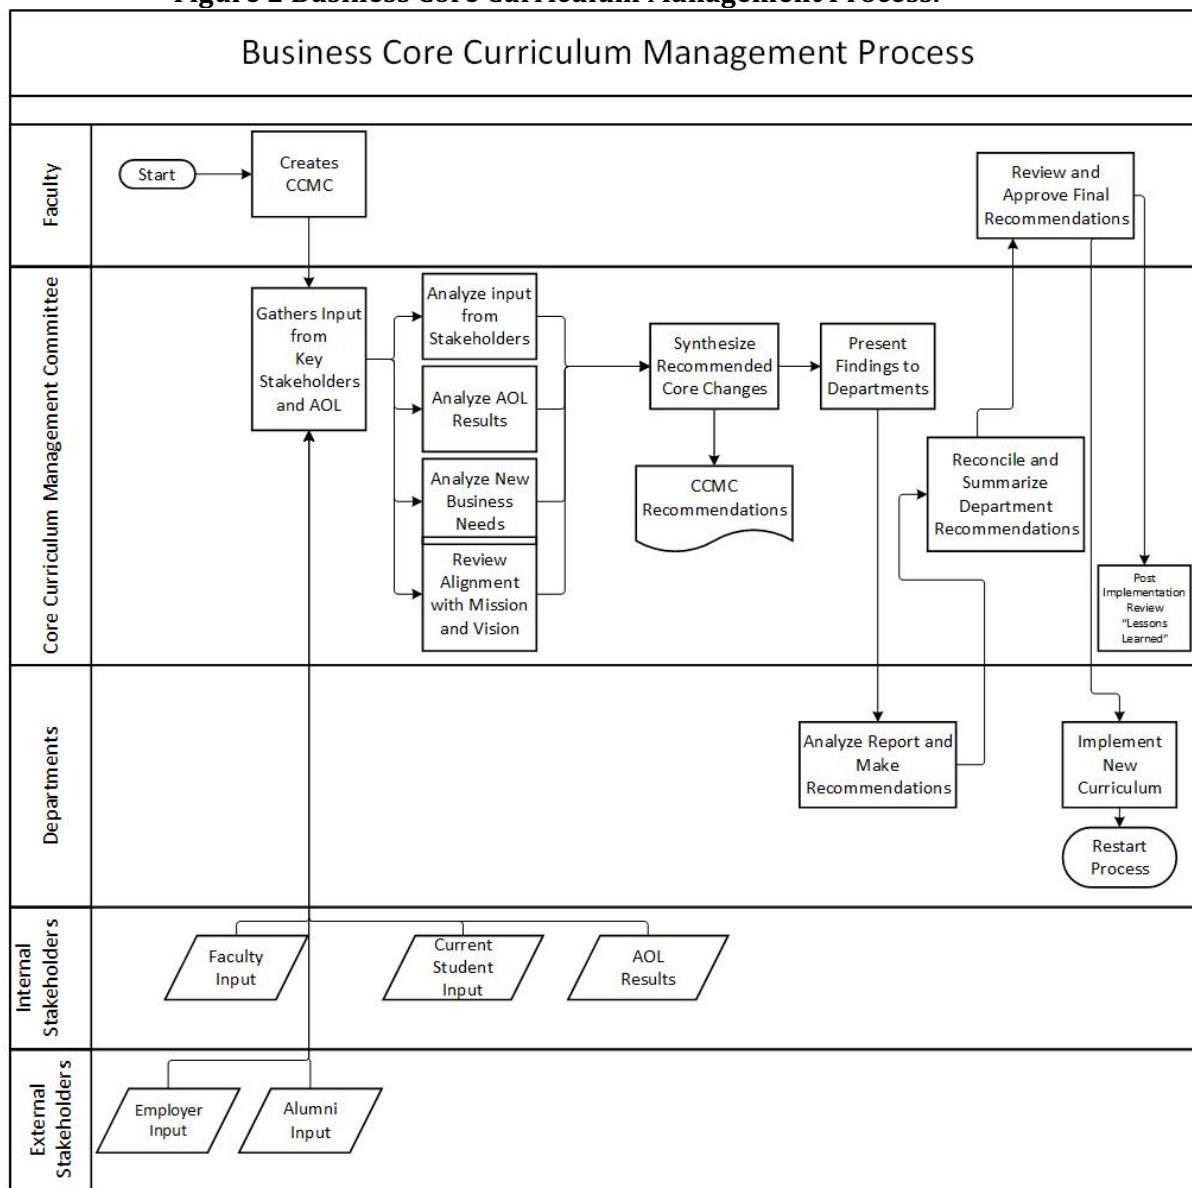 Figure 2 Business Core Curriculum Management Process.
Business Core Curriculum Management Process
Faculty
Start
Creates
CCMC
Review and
Approve Final
Recommendations
Core Curriculum Management Committee
Gathers Input
from
Key
Stakeholders
and AOL
Analyze input
from
Stakeholders
Analyze AOL
Results
Analyze New
Business
Needs
Review
Alignment
with Mission
and Vision
Synthesize
Recommended
Core Changes
CCMC
Recommendations
Present
Findings to
Departments
Reconcile and
Summarize
Department
Recommendations
Post
Implementation
Review
“Lessons
Learned”
Departments
Analyze Report and
Make
Recommendations
Implement
New
Curriculum
Restart
Process
Internal
Stakeholders
Faculty
Input
Current
Student
Input
AOL
Results
External
Stakeholders
Employer
Input
Alumni
Input